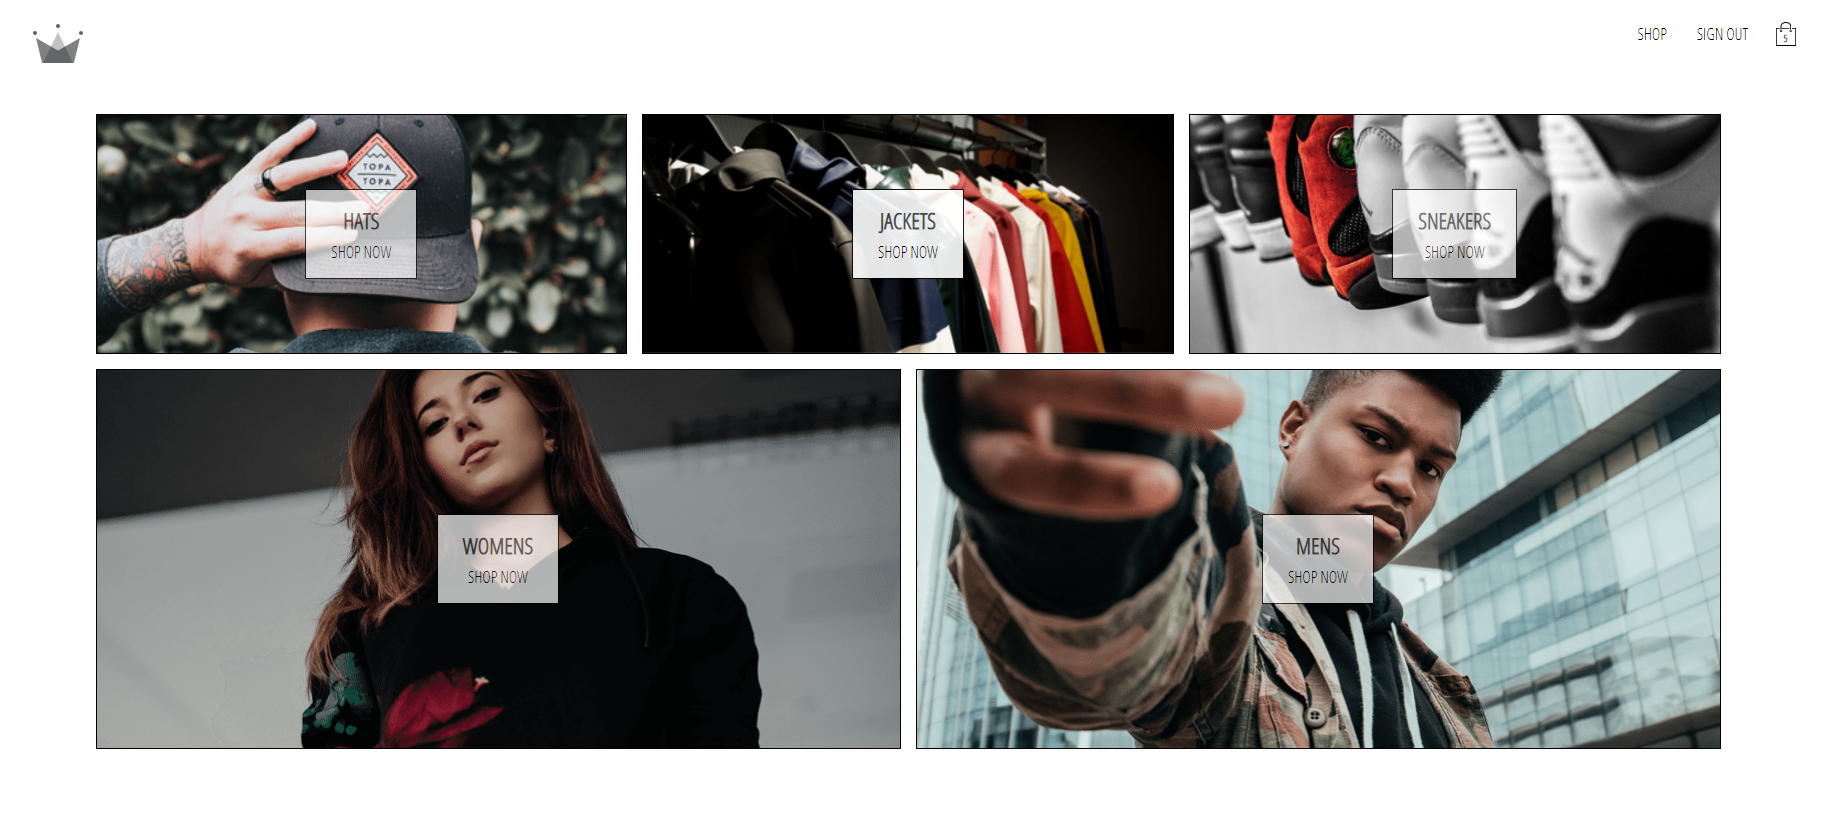 SHOP
SIGN OUT
5
TOPA
TOPA
HATS
SHOP NOW
JACKETS
SHOP NOW
SNEAKERS
SHOP NOW
WOMENS
SHOP NOW
MENS
SHOP NOW